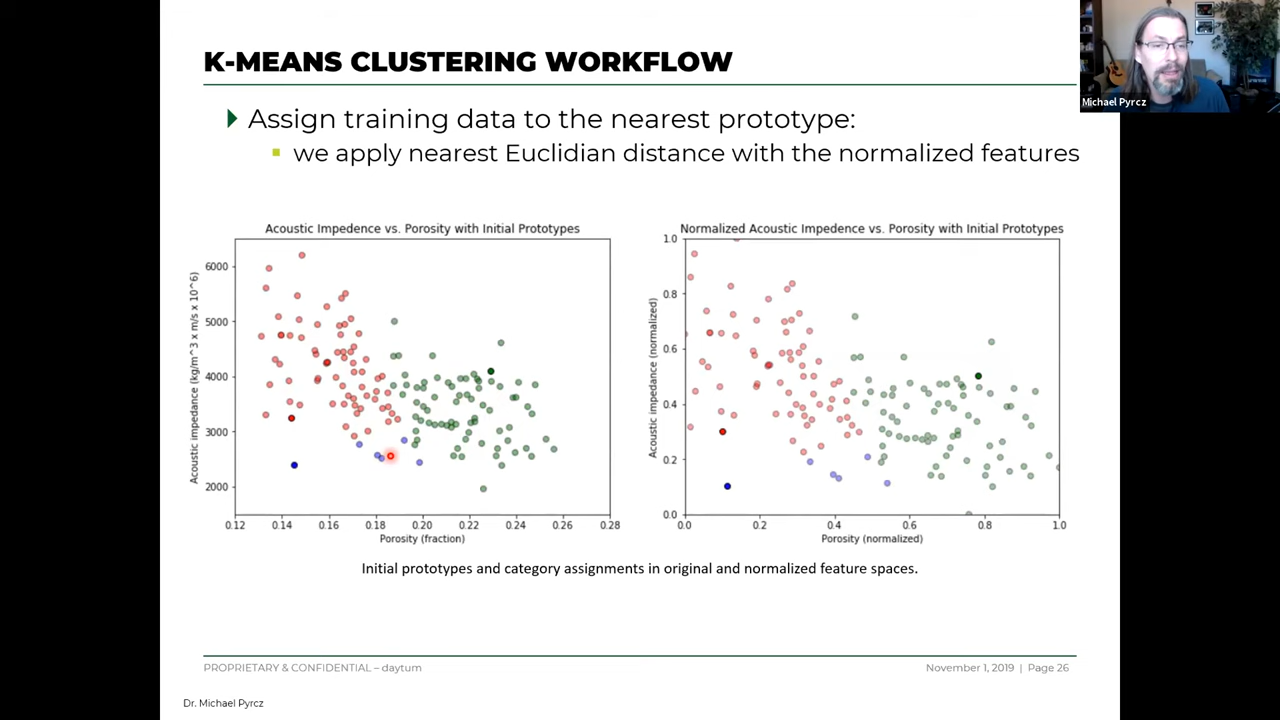 K-MEANS CLUSTERING WORKFLOW
Michael Pyrcz
Assign training data to the nearest prototype:
we apply nearest Euclidian distance with the normalized features
Acoustic Impedence vs. Porosity with Initial Prototypes
Acoustic impedance (kg/m^3 x m/s x 10^6)
6000
5000
4000
3000
2000
0.12 0.14 0.16 0.18 0.20 0.22 0.24 0.26 0.28
Porosity (fraction)
Normalized Acoustic Impedence vs. Porosity with Initial Prototypes
Acoustic impedance (normalized)
1.0
0.8
0.6
0.4
0.2
0.0
0.0 0.2 0.4 0.6 0.8 1.0
Porosity (normalized)
Initial prototypes and category assignments in original and normalized feature spaces.
PROPRIETARY & CONFIDENTIAL – daytum
November 1, 2019 | Page 26
Dr. Michael Pyrcz